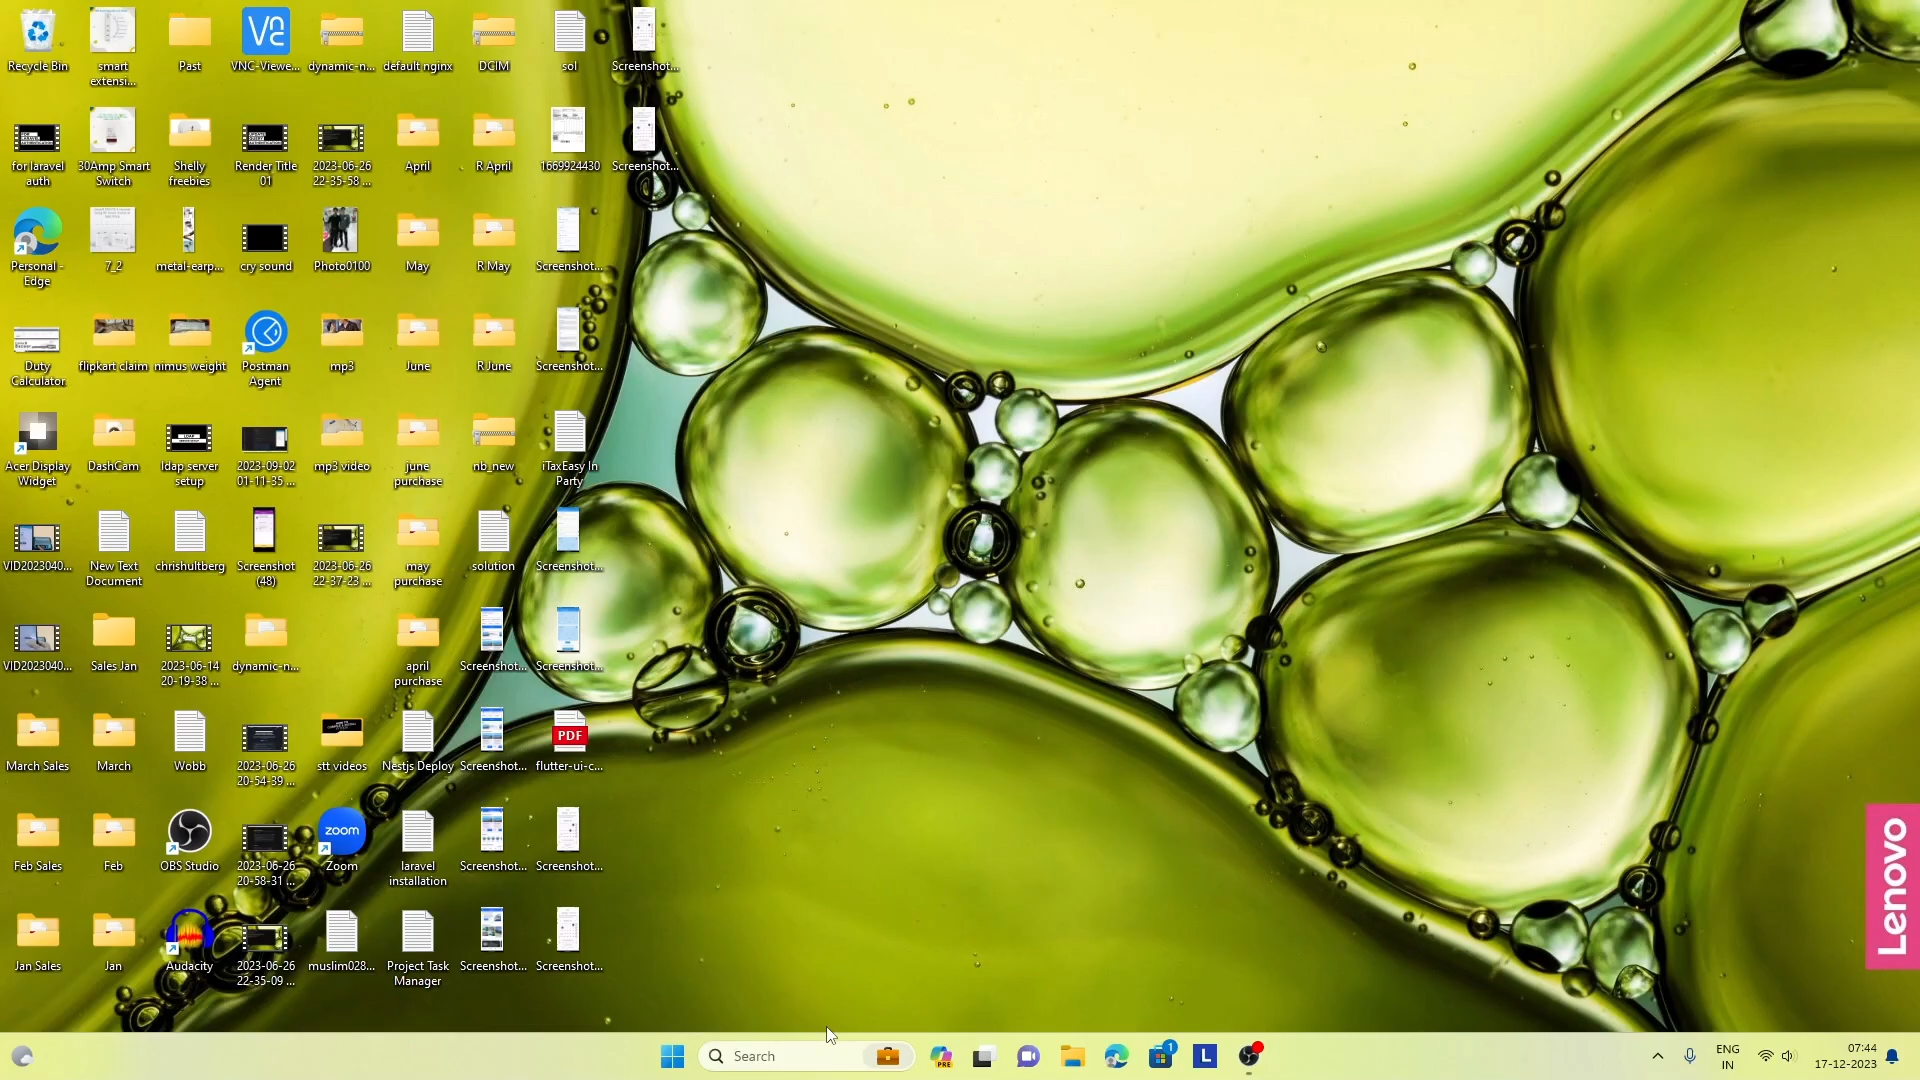 Recycle Bin
smart
extensi...
Past
VNC-Viewe...
dynamic-n...
default nginx
DCIM
sol
Screenshot...
for laravel
auth
30Amp Smart
Switch
Shelly
freebies
Render Title
01
2023-06-26
22-35-58 ...
April
R April
1669924430
Screenshot...
Personal -
Edge
7_2
metal-earp...
cry sound
Photo0100
May
R May
Screenshot...
Duty
Calculator
flipkart claim
nimus weight
Postman
Agent
mp3
June
R June
Screenshot...
Acer Display
Widget
DashCam
ldap server
setup
2023-09-02
01-11-35 ...
mp3 video
june
purchase
nb_new
iTaxEasy In
Party
VID2023040...
New Text
Document
chrishultberg
Screenshot
(48)
2023-06-26
22-37-23 ...
may
purchase
solution
Screenshot...
VID2023040...
Sales Jan
2023-06-14
20-19-38 ...
dynamic-n...
april
purchase
Screenshot...
Screenshot...
March Sales
March
Wobb
2023-06-26
20-54-39 ...
stt videos
Nestjs Deploy
Screenshot...
PDF
flutter-ui-c...
Feb Sales
Feb
OBS Studio
2023-06-26
20-58-31 ...
zoom
Zoom
laravel
installation
Screenshot...
Screenshot...
Jan Sales
Jan
Audacity
2023-06-26
22-35-09 ...
muslim028...
Project Task
Manager
Screenshot...
Screenshot...
Lenovo
Search
PRE
1
L
ENG
IN
07:44
17-12-2023